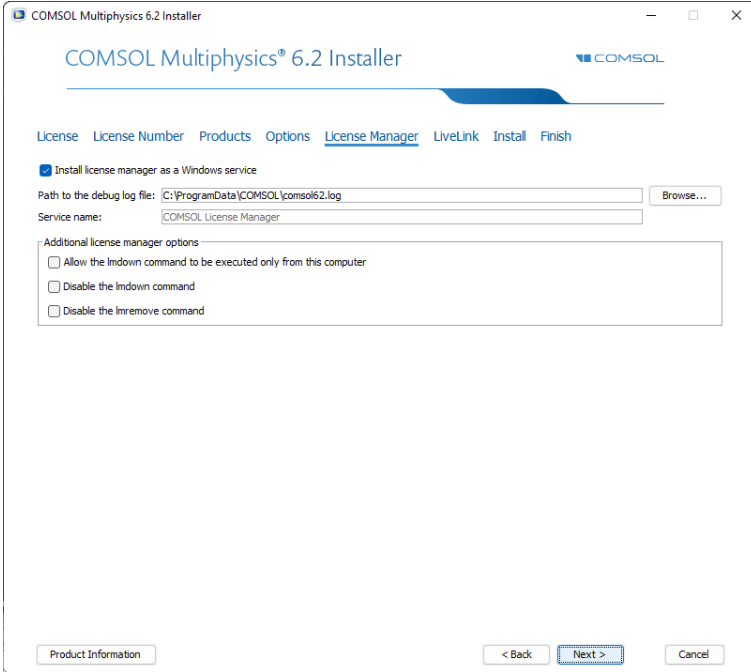 COMSOL Multiphysics 6.2 Installer
COMSOL Multiphysics® 6.2 Installer
COMSOL
License License Number Products Options License Manager LiveLink Install Finish
Install license manager as a Windows service
Path to the debug log file: C:\ProgramData\COMSOL\comsol62.log Browse...
Service name: COMSOL License Manager
Additional license manager options
Allow the lmdown command to be executed only from this computer
Disable the lmdown command
Disable the lmremove command
Product Information < Back Next > Cancel